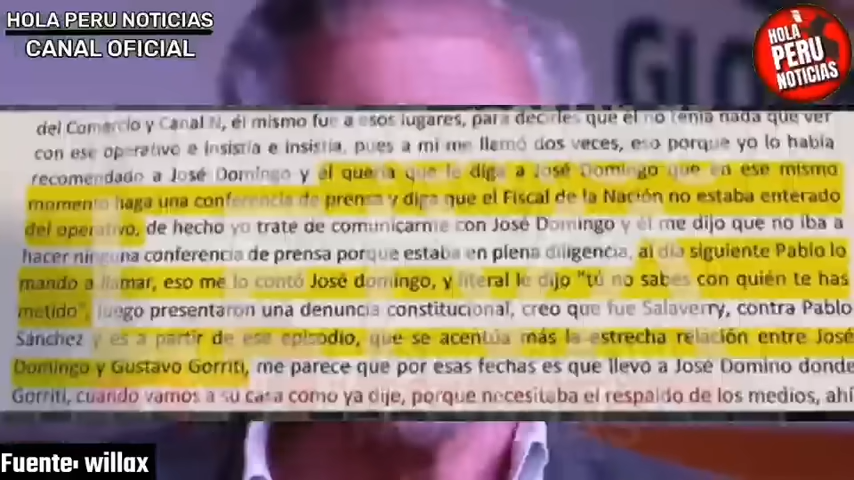 HOLA PERU NOTICIAS
CANAL OFICIAL
HOLA
PERU
NOTICIAS
GL
del Comercio y Canal N, él mismo fue a esos lugares, para decirles que él no tenía nada que ver
con ese operativo e insistía e insistía, pues a mi me llamó dos veces, eso porque yo lo había
recomendado a José Domingo y él quería que le diga a José Domingo que en ese mismo
momento haga una conferencia de prensa y diga que el Fiscal de la Nación no estaba enterado
del operativo, de hecho yo trate de comunicarme con José Domingo y él me dijo que no iba a
hacer ninguna conferencia de prensa porque estaba en plena diligencia, al día siguiente Pablo lo
mando a llamar, eso me lo contó José domingo, y literal le dijo "tú no sabes con quién te has
metido", luego presentaron una denuncia constitucional, creo que fue Salaverry, contra Pablo
Sánchez y es a partir de ese episodio, que se acentúa más la estrecha relación entre José
Domingo y Gustavo Gorriti, me parece que por esas fechas es que llevo a José Domino donde
Gorriti, cuando vamos a su casa como ya dije, porque necesitaba el respaldo de los medios, ahí
Fuente: willax